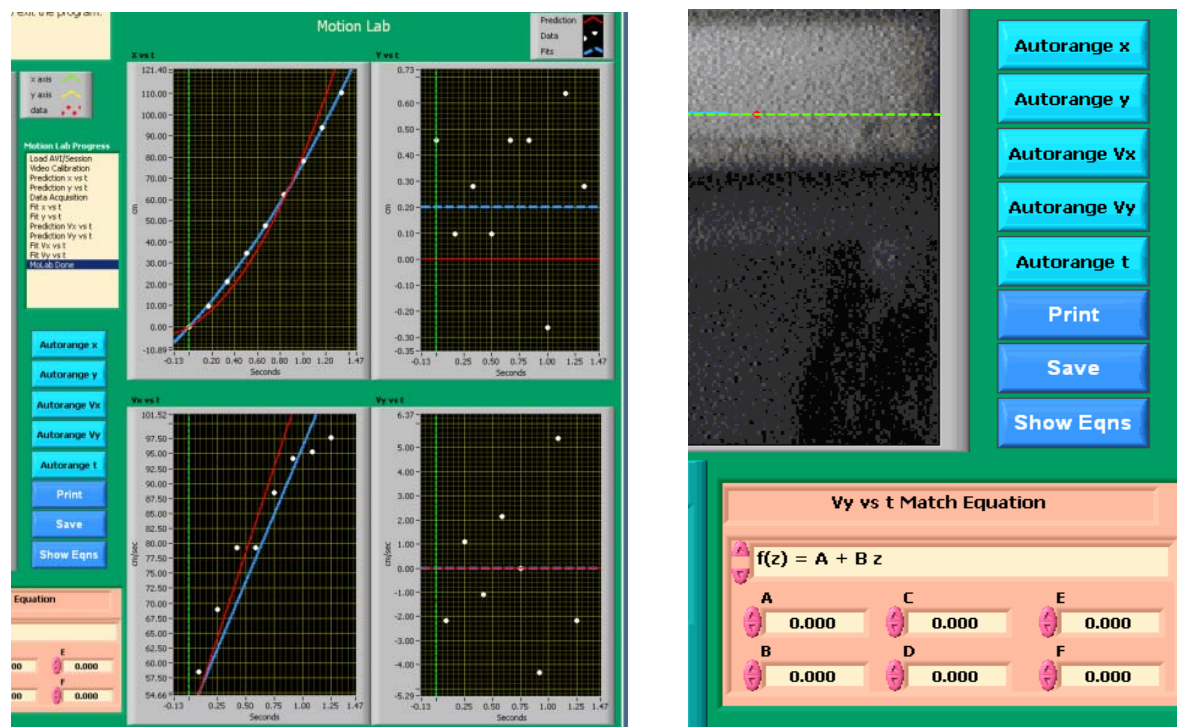 / exit the program.
Motion Lab
Prediction
Data
Fits
x axis
y axis
data
Motion Lab Progress
Load AVI/Session
Video Calibration
Prediction x vs t
Prediction y vs t
Data Acquisition
Fit x vs t
Fit y vs t
Prediction Vx vs t
Prediction Vy vs t
Fit Vx vs t
Fit Vy vs t
MoLab Done
Autorange x
Autorange y
Autorange Vx
Autorange Vy
Autorange t
Print
Save
Show Eqns
Equation
E
00
0.000
F
00
0.000
X vs t
121.40
110.00
100.00
90.00
80.00
70.00
60.00
50.00
40.00
30.00
20.00
10.00
0.00
-10.89
cm
-0.13 0.20 0.40 0.60 0.80 1.00 1.20 1.47
Seconds
Y vs t
0.73
0.60
0.50
0.40
0.30
0.20
0.10
0.00
-0.10
-0.20
-0.30
-0.35
cm
-0.13 0.25 0.50 0.75 1.00 1.47
Seconds
Vx vs t
101.52
97.50
95.00
92.50
90.00
87.50
85.00
82.50
80.00
77.50
75.00
72.50
70.00
67.50
65.00
62.50
60.00
57.50
54.66
cm/sec
-0.13 0.25 0.50 0.75 1.00 1.47
Seconds
Vy vs t
6.37
5.00
4.00
3.00
2.00
1.00
0.00
-1.00
-2.00
-3.00
-4.00
-5.29
cm/sec
-0.13 0.25 0.50 0.75 1.00 1.47
Seconds
Autorange x
Autorange y
Autorange Vx
Autorange Vy
Autorange t
Print
Save
Show Eqns
Vy vs t Match Equation
f(z) = A + B z
A C E
0.000 0.000 0.000
B D F
0.000 0.000 0.000